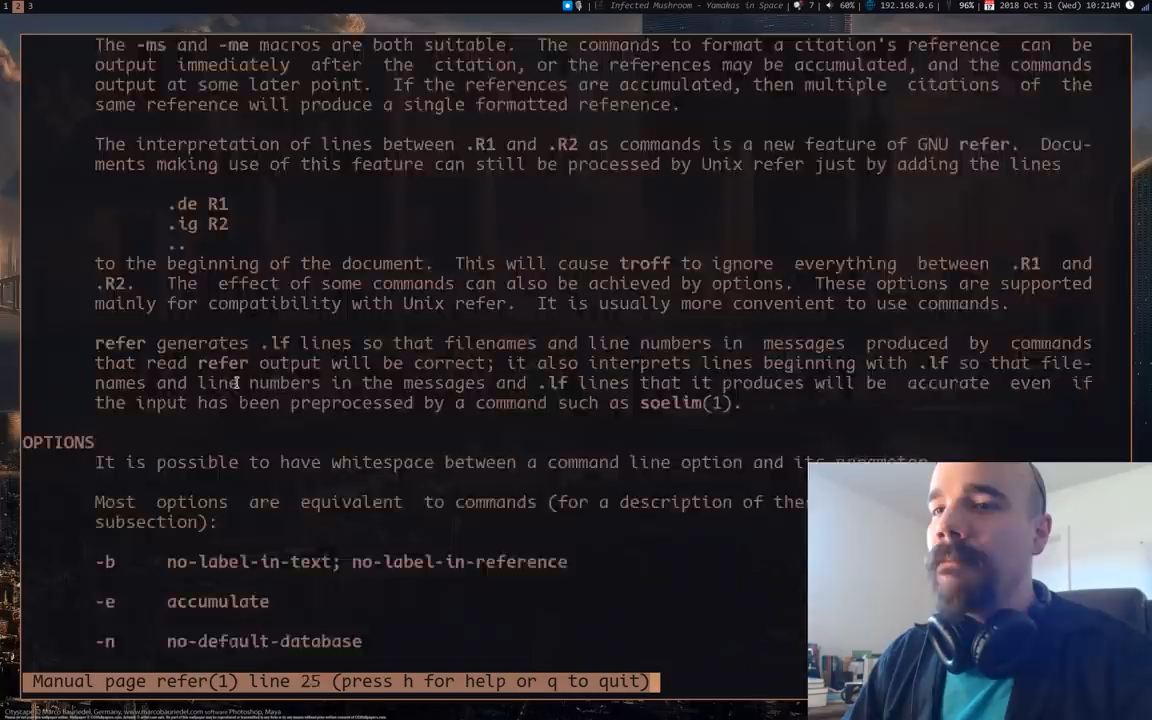 1 2 3 Infected Mushroom - Yamakas in Space 7 60% 192.168.0.6 96% 2018 Oct 31 (Wed) 10:21AM
The -ms and -me macros are both suitable. The commands to format a citation's reference can be
output immediately after the citation, or the references may be accumulated, and the commands
output at some later point. If the references are accumulated, then multiple citations of the
same reference will produce a single formatted reference.
The interpretation of lines between .R1 and .R2 as commands is a new feature of GNU refer. Docu-
ments making use of this feature can still be processed by Unix refer just by adding the lines
.de R1
.ig R2
..
to the beginning of the document. This will cause troff to ignore everything between .R1 and
.R2. The effect of some commands can also be achieved by options. These options are supported
mainly for compatibility with Unix refer. It is usually more convenient to use commands.
refer generates .lf lines so that filenames and line numbers in messages produced by commands
that read refer output will be correct; it also interprets lines beginning with .lf so that file-
names and line numbers in the messages and .lf lines that it produces will be accurate even if
the input has been preprocessed by a command such as soelim(1).
OPTIONS
It is possible to have whitespace between a command line option and its
Most options are equivalent to commands (for a description of
subsection):
-b no-label-in-text; no-label-in-reference
-e accumulate
-n no-default-database
Manual page refer(1) line 25 (press h for help or q to quit)